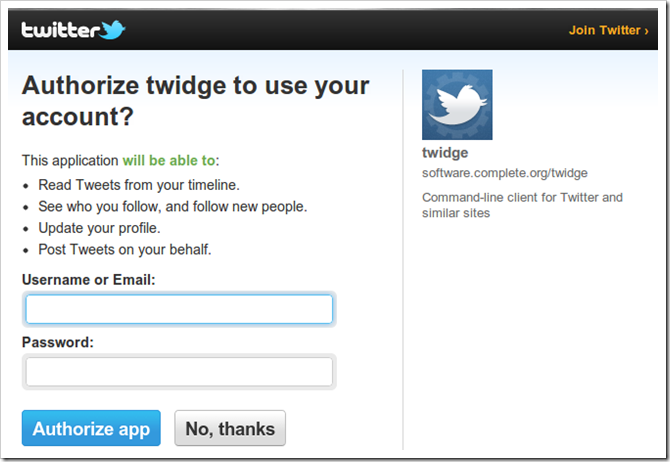 twitter
Join Twitter ›
Authorize twidge to use your
account?
This application will be able to:
• Read Tweets from your timeline.
• See who you follow, and follow new people.
• Update your profile.
• Post Tweets on your behalf.
Username or Email:
Password:
Authorize app
No, thanks
twidge
software.complete.org/twidge
Command-line client for Twitter and
similar sites